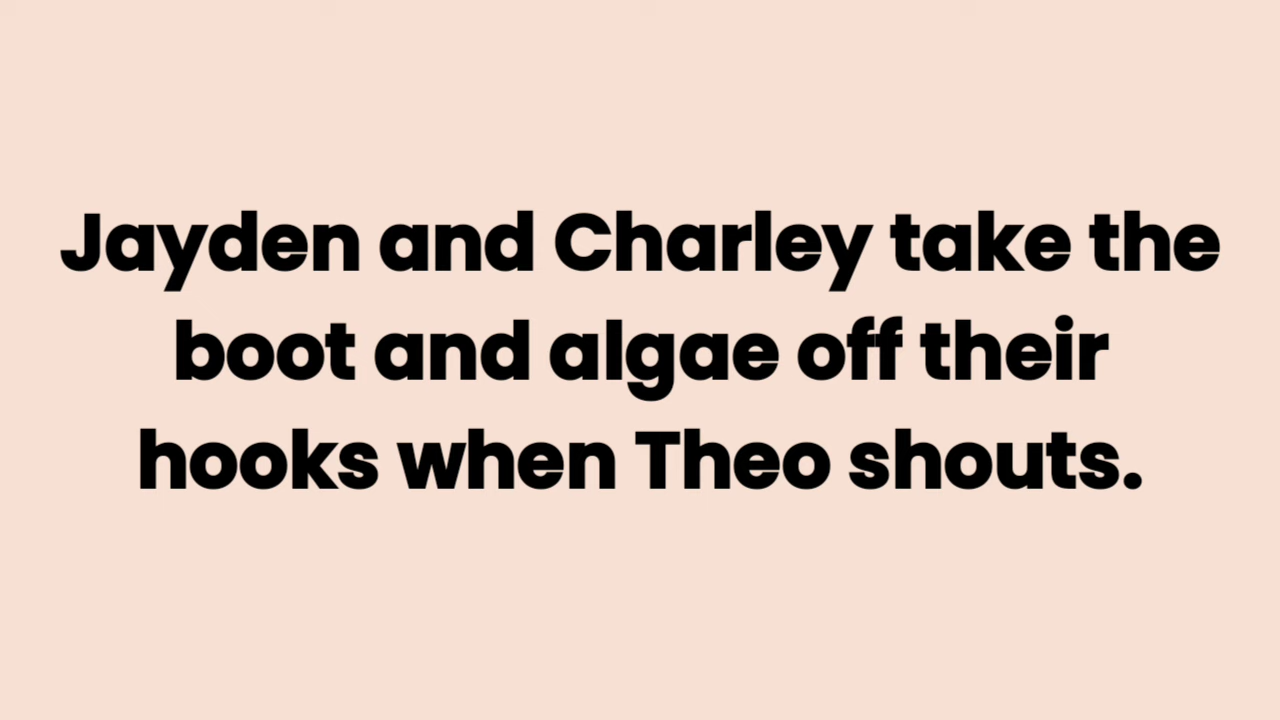 Jayden and Charley take the
boot and algae off their
hooks when Theo shouts.